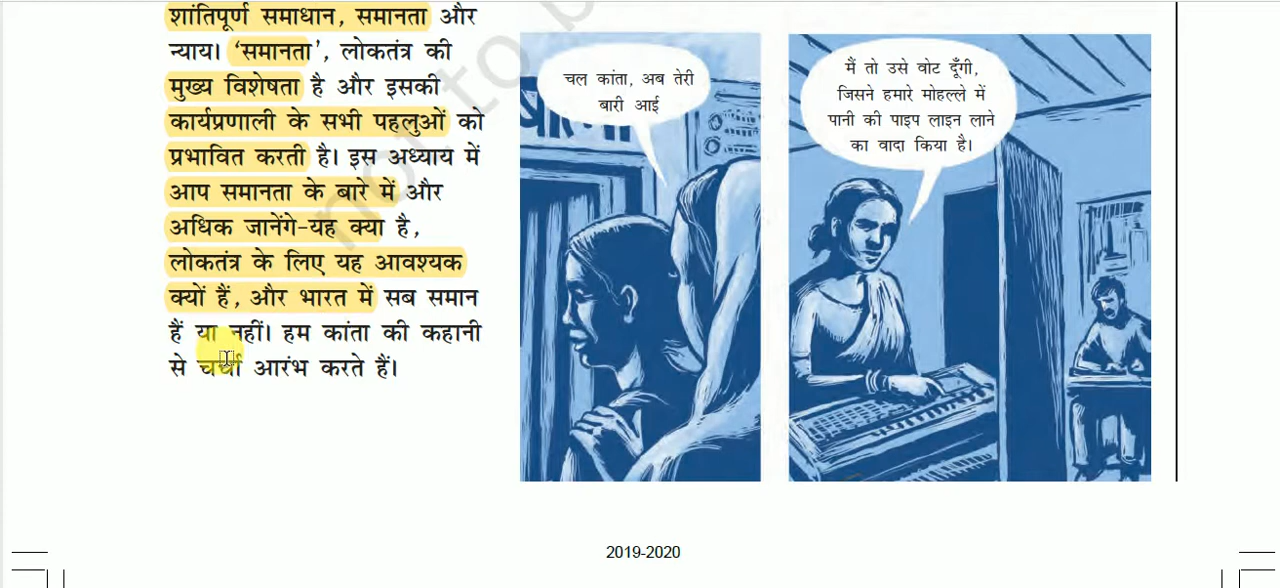 शांतिपूर्ण समाधान, समानता और
न्याय। ‘समानता’, लोकतंत्र की
मुख्य विशेषता है और इसकी
कार्यप्रणाली के सभी पहलुओं को
प्रभावित करती है। इस अध्याय में
आप समानता के बारे में और
अधिक जानेंगे-यह क्या है,
लोकतंत्र के लिए यह आवश्यक
क्यों हैं, और भारत में सब समान
हैं या नहीं। हम कांता की कहानी
से चर्चा आरंभ करते हैं।
चल कांता, अब तेरी
बारी आई
मैं तो उसे वोट दूँगी,
जिसने हमारे मोहल्ले में
पानी की पाइप लाइन लाने
का वादा किया है।
not to b
2019-2020